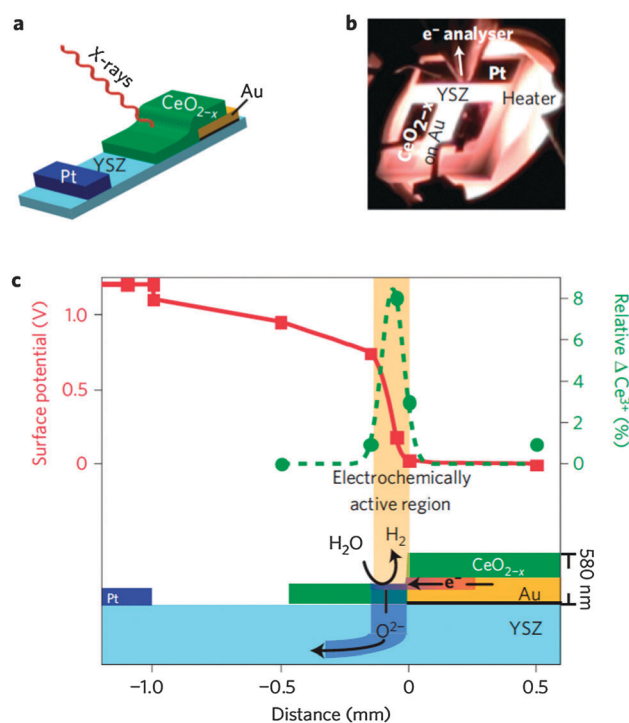 a
X-rays
CeO2−x
Au
YSZ
Pt
b
e− analyser
Pt
YSZ
Heater
CeO2−x
on Au
c
Surface potential (V)
1.0
0.5
0
8
6
4
2
0
Relative ΔCe3+ (%)
Electrochemically
active region
H2O
H2
CeO2−x
580 nm
e−
Au
Pt
O2−
YSZ
−1.0
−0.5
0
0.5
Distance (mm)